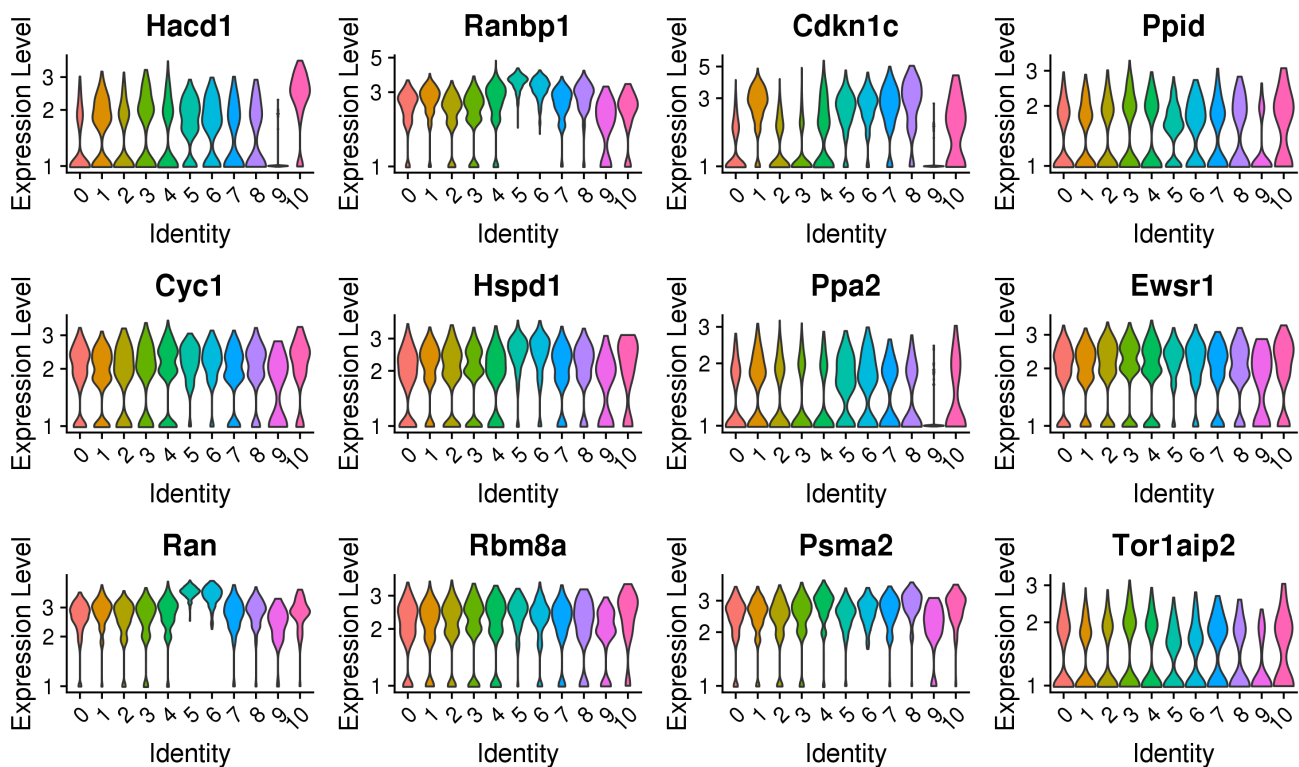 Hacd1
Expression Level
3
2
1
0 1 2 3 4 5 6 7 8 9 10
Identity
Ranbp1
Expression Level
5
3
1
0 1 2 3 4 5 6 7 8 9 10
Identity
Cdkn1c
Expression Level
5
3
1
0 1 2 3 4 5 6 7 8 9 10
Identity
Ppid
Expression Level
3
2
1
0 1 2 3 4 5 6 7 8 9 10
Identity
Cyc1
Expression Level
3
2
1
0 1 2 3 4 5 6 7 8 9 10
Identity
Hspd1
Expression Level
3
2
1
0 1 2 3 4 5 6 7 8 9 10
Identity
Ppa2
Expression Level
3
2
1
0 1 2 3 4 5 6 7 8 9 10
Identity
Ewsr1
Expression Level
3
2
1
0 1 2 3 4 5 6 7 8 9 10
Identity
Ran
Expression Level
3
2
1
0 1 2 3 4 5 6 7 8 9 10
Identity
Rbm8a
Expression Level
3
2
1
0 1 2 3 4 5 6 7 8 9 10
Identity
Psma2
Expression Level
3
2
1
0 1 2 3 4 5 6 7 8 9 10
Identity
Tor1aip2
Expression Level
3
2
1
0 1 2 3 4 5 6 7 8 9 10
Identity